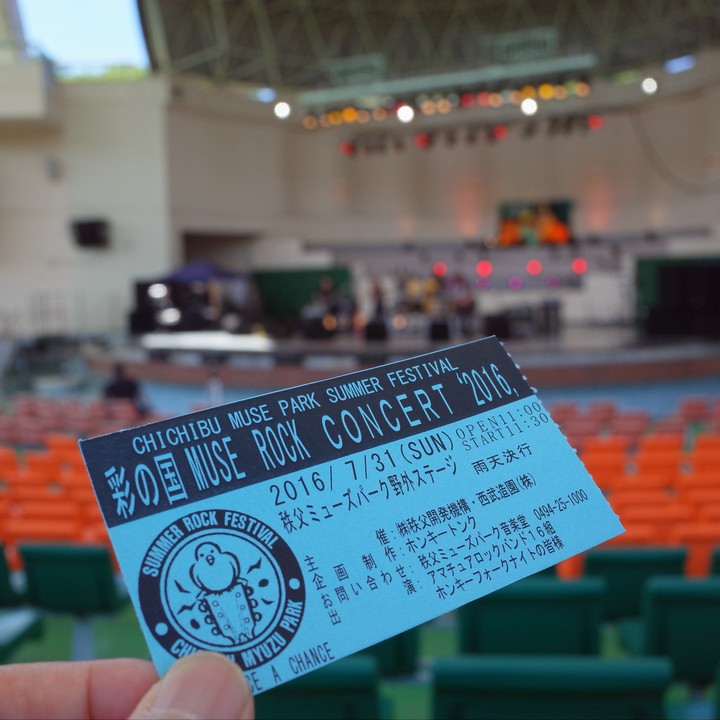 CHICHIBU MUSE PARK SUMMER FESTIVAL
彩の国 MUSE ROCK CONCERT '2016.
2016/ 7/31(SUN) OPEN11:00
START11:30
秩父ミューズパーク野外ステージ 雨天決行
主 催:㈱秩父開発機構・西武造園(株)
企画 制作:ホンキートンク
お問い合わせ:秩父ミューズパーク音楽堂 0494-25-1000
出 演:アマチュアロックバンド16組
ホンキーフォークナイトの皆様
SUMMER ROCK FESTIVAL
MYUZU PARK
A CHANCE